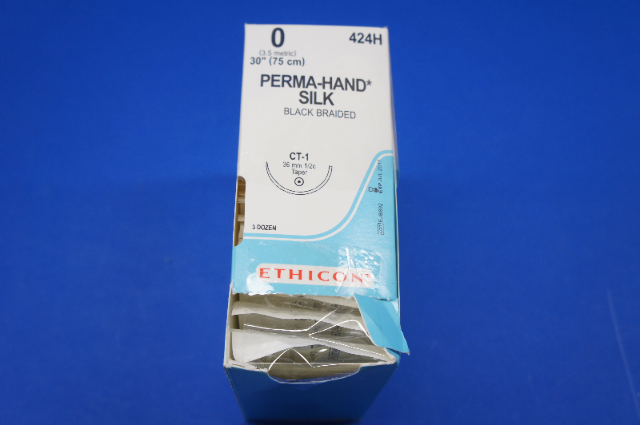 0
424H
(3.5 metric)
30" (75 cm)
PERMA-HAND*
SILK
BLACK BRAIDED
CT-1
36 mm 1/2c
Taper
3 DOZEN
ETHICON